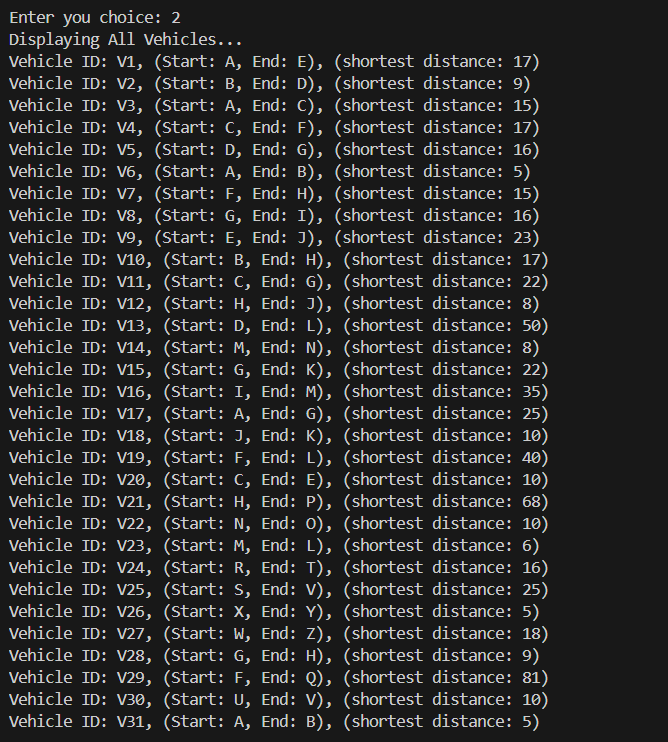 Enter you choice: 2
Displaying All Vehicles...
Vehicle ID: V1, (Start: A, End: E), (shortest distance: 17)
Vehicle ID: V2, (Start: B, End: D), (shortest distance: 9)
Vehicle ID: V3, (Start: A, End: C), (shortest distance: 15)
Vehicle ID: V4, (Start: C, End: F), (shortest distance: 17)
Vehicle ID: V5, (Start: D, End: G), (shortest distance: 16)
Vehicle ID: V6, (Start: A, End: B), (shortest distance: 5)
Vehicle ID: V7, (Start: F, End: H), (shortest distance: 15)
Vehicle ID: V8, (Start: G, End: I), (shortest distance: 16)
Vehicle ID: V9, (Start: E, End: J), (shortest distance: 23)
Vehicle ID: V10, (Start: B, End: H), (shortest distance: 17)
Vehicle ID: V11, (Start: C, End: G), (shortest distance: 22)
Vehicle ID: V12, (Start: H, End: J), (shortest distance: 8)
Vehicle ID: V13, (Start: D, End: L), (shortest distance: 50)
Vehicle ID: V14, (Start: M, End: N), (shortest distance: 8)
Vehicle ID: V15, (Start: G, End: K), (shortest distance: 22)
Vehicle ID: V16, (Start: I, End: M), (shortest distance: 35)
Vehicle ID: V17, (Start: A, End: G), (shortest distance: 25)
Vehicle ID: V18, (Start: J, End: K), (shortest distance: 10)
Vehicle ID: V19, (Start: F, End: L), (shortest distance: 40)
Vehicle ID: V20, (Start: C, End: E), (shortest distance: 10)
Vehicle ID: V21, (Start: H, End: P), (shortest distance: 68)
Vehicle ID: V22, (Start: N, End: O), (shortest distance: 10)
Vehicle ID: V23, (Start: M, End: L), (shortest distance: 6)
Vehicle ID: V24, (Start: R, End: T), (shortest distance: 16)
Vehicle ID: V25, (Start: S, End: V), (shortest distance: 25)
Vehicle ID: V26, (Start: X, End: Y), (shortest distance: 5)
Vehicle ID: V27, (Start: W, End: Z), (shortest distance: 18)
Vehicle ID: V28, (Start: G, End: H), (shortest distance: 9)
Vehicle ID: V29, (Start: F, End: Q), (shortest distance: 81)
Vehicle ID: V30, (Start: U, End: V), (shortest distance: 10)
Vehicle ID: V31, (Start: A, End: B), (shortest distance: 5)